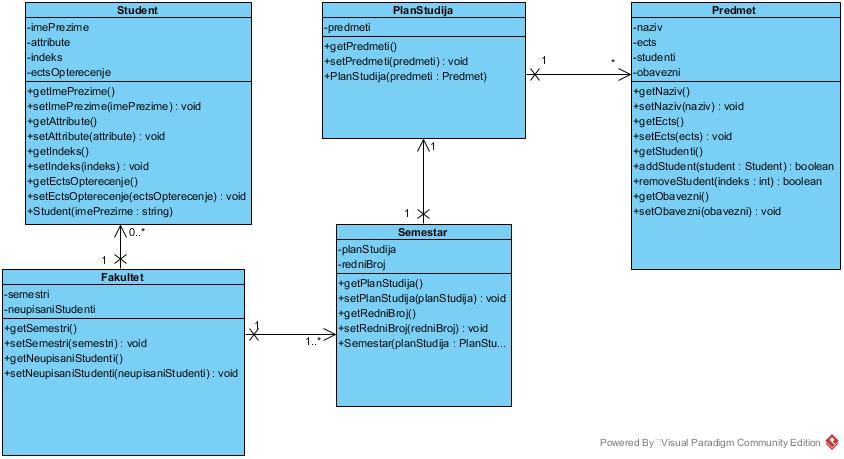 Student
-imePrezime
-attribute
-indeks
-ectsOpterecenje
+getImePrezime()
+setImePrezime(imePrezime) : void
+getAttribute()
+setAttribute(attribute) : void
+getIndeks()
+setIndeks(indeks) : void
+getEctsOpterecenje()
+setEctsOpterecenje(ectsOpterecenje) : void
+Student(imePrezime : string)
0..*
1
PlanStudija
-predmeti
+getPredmeti()
+setPredmeti(predmeti) : void
+PlanStudija(predmeti : Predmet)
1
*
1
1
Predmet
-naziv
-ects
-studenti
-obavezni
+getNaziv()
+setNaziv(naziv) : void
+getEcts()
+setEcts(ects) : void
+getStudenti()
+addStudent(student : Student) : boolean
+removeStudent(indeks : int) : boolean
+getObavezni()
+setObavezni(obavezni) : void
Fakultet
-semestri
-neupisaniStudenti
+getSemestri()
+setSemestri(semestri) : void
+getNeupisaniStudenti()
+setNeupisaniStudenti(neupisaniStudenti) : void
1
1..*
Semestar
-planStudija
-redniBroj
+getPlanStudija()
+setPlanStudija(planStudija) : void
+getRedniBroj()
+setRedniBroj(redniBroj) : void
+Semestar(planStudija : PlanStu...
Powered By Visual Paradigm Community Edition